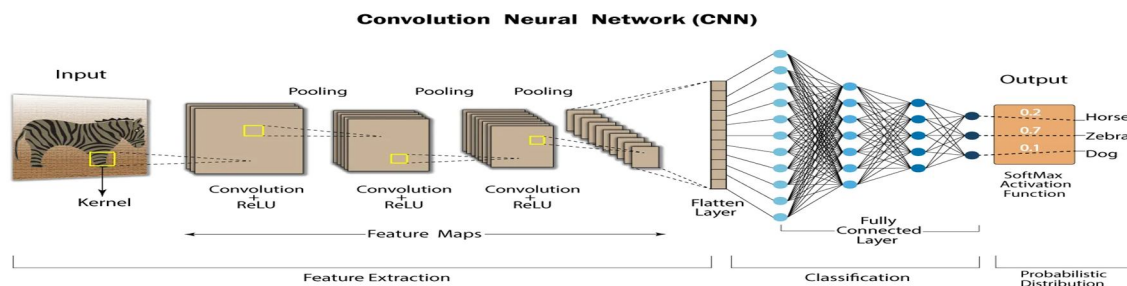 Convolution Neural Network (CNN)
Input
Kernel
Pooling
Pooling
Pooling
Convolution
+
ReLU
Convolution
+
ReLU
Convolution
+
ReLU
Feature Maps
Flatten
Layer
Fully
Connected
Layer
Output
0.2
0.7
0.1
Horse
Zebra
Dog
SoftMax
Activation
Function
Feature Extraction
Classification
Probabilistic
Distribution